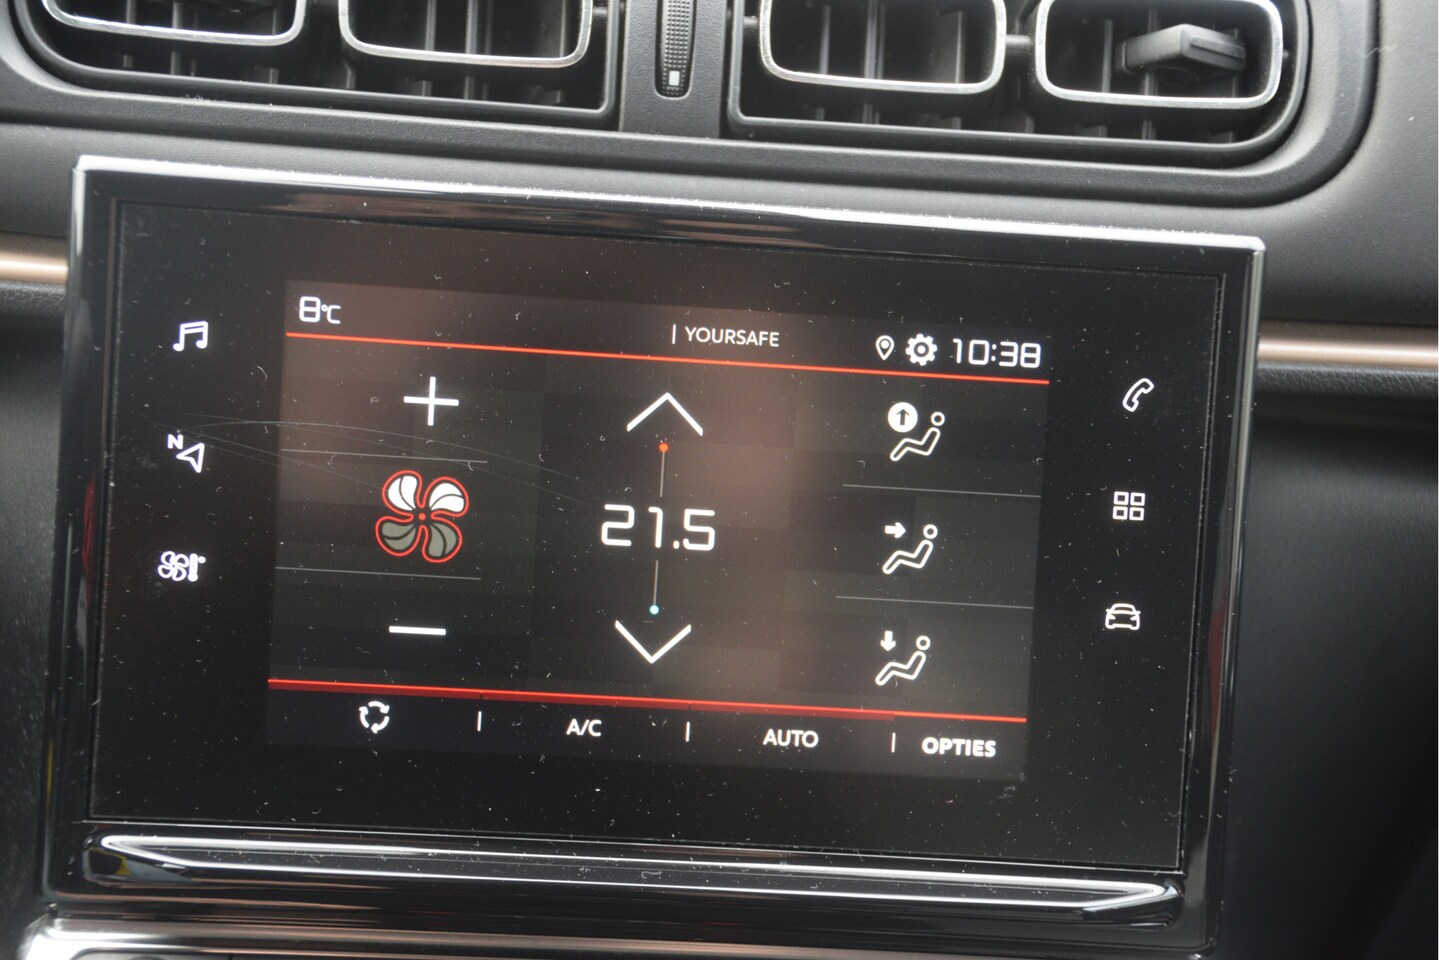 8°C
| YOURSAFE
10:38
N
21.5
A/C
AUTO
OPTIES